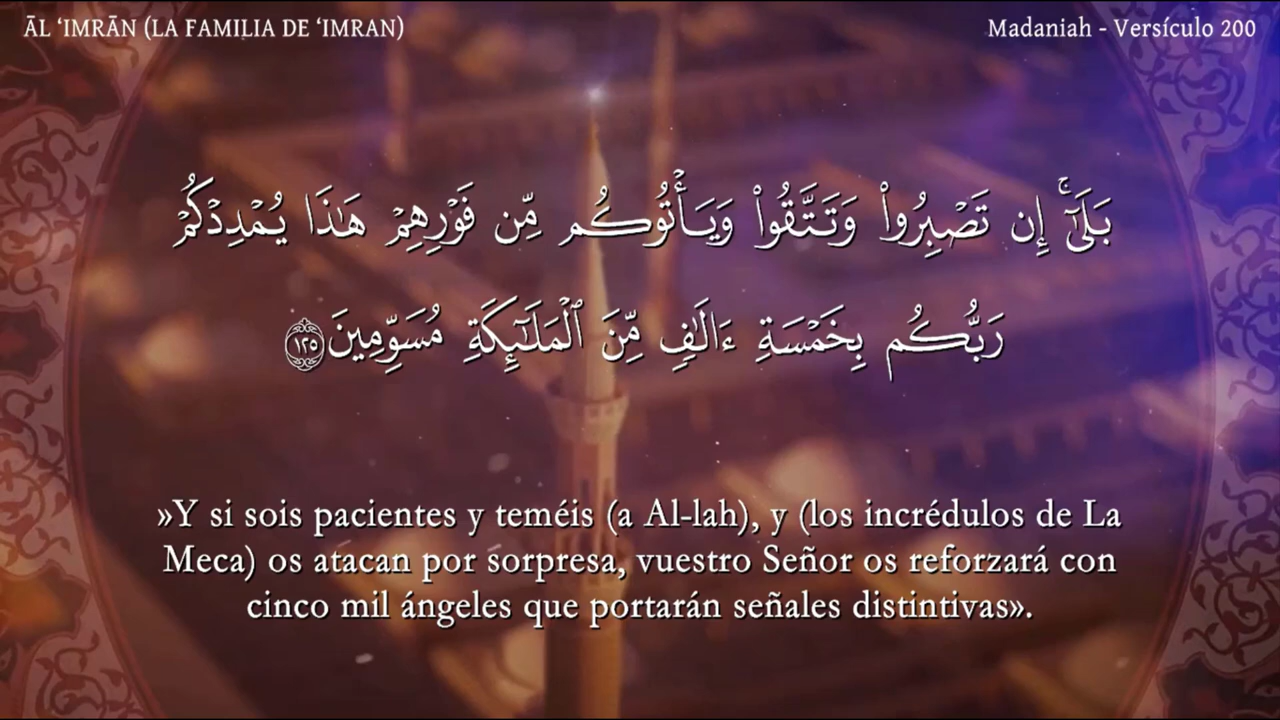 ĀL ‘IMRĀN (LA FAMILIA DE ‘IMRAN)
Madaniah - Versículo 200
بَلَىٰٓۚ إِن تَصْبِرُوا۟ وَتَتَّقُوا۟ وَيَأْتُوكُم مِّن فَوْرِهِمْ هَـٰذَا يُمْدِدْكُمْ
رَبُّكُم بِخَمْسَةِ ءَالَـٰفٍ مِّنَ ٱلْمَلَـٰٓئِكَةِ مُسَوِّمِينَ ١٢٥
»Y si sois pacientes y teméis (a Al-lah), y (los incrédulos de La
Meca) os atacan por sorpresa, vuestro Señor os reforzará con
cinco mil ángeles que portarán señales distintivas».